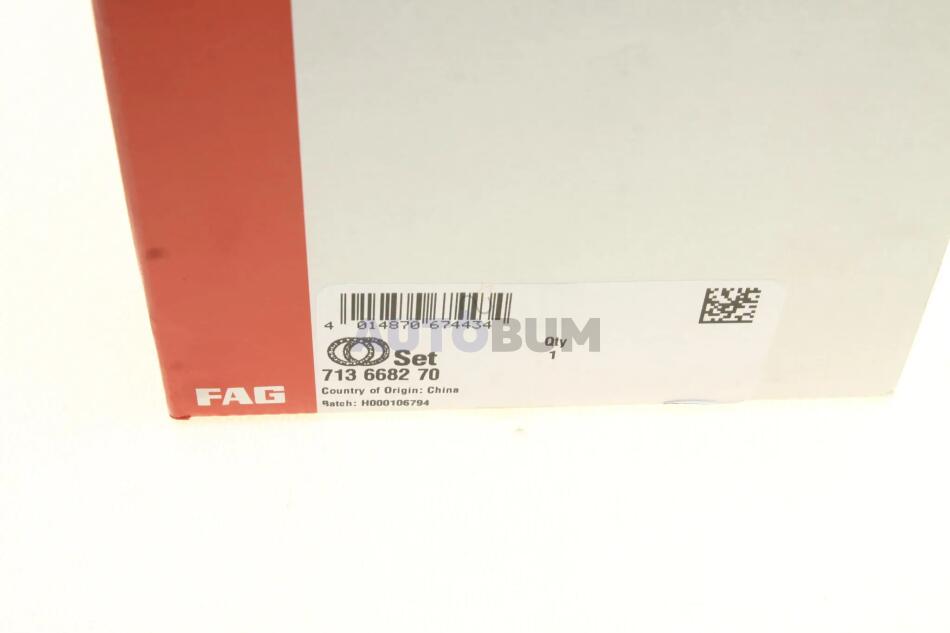 4 014870 674434
AUTOBUM
Set
Qty
1
713 6682 70
Country of Origin: China
Batch: H000106794
FAG